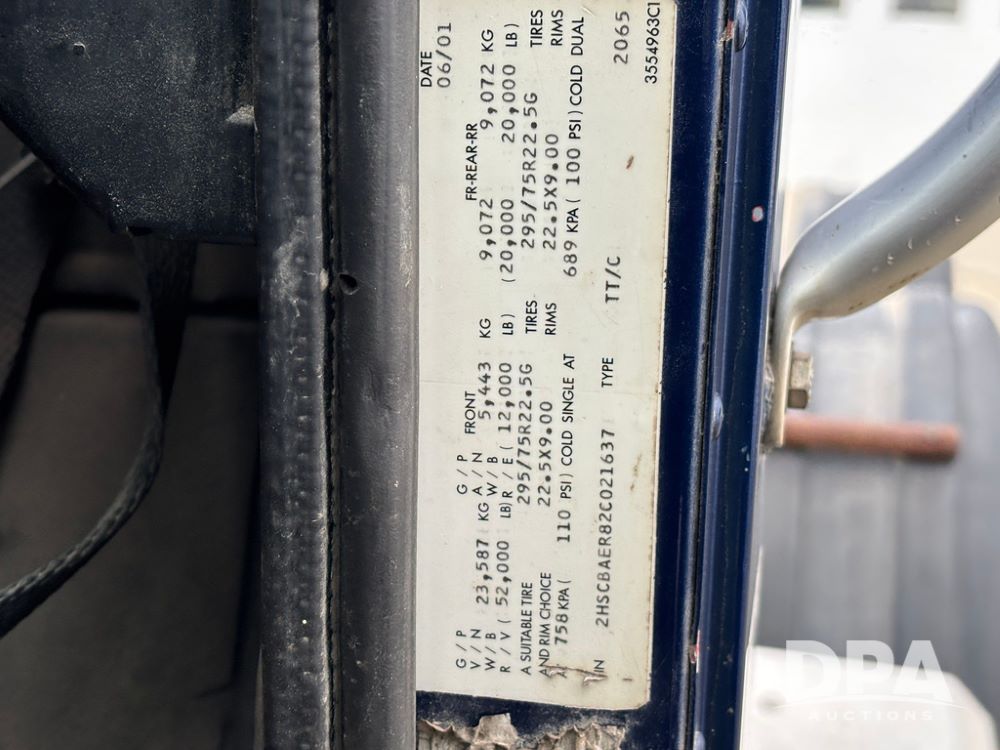 DATE
06/01
G/P G/P
V/N 23,587 KG A/N FRONT FR-REAR-RR
W/B W/B 5,443 KG 9,072 9,072 KG
R/V ( 52,000 LB) R/E ( 12,000 LB) (20,000 20,000 LB)
A SUITABLE TIRE 295/75R22.5G TIRES 295/75R22.5G TIRES
AND RIM CHOICE 22.5X9.00 RIMS 22.5X9.00 RIMS
758 KPA ( 110 PSI) COLD SINGLE AT 689 KPA ( 100 PSI) COLD DUAL
2HSCBAER82C021637 TYPE TT/C 2065
3554963C1
DPA
AUCTIONS